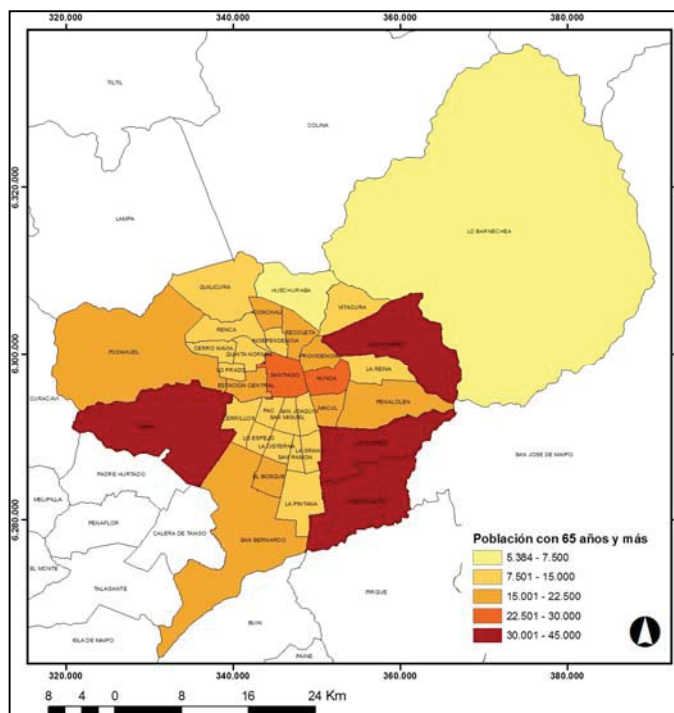 320.000 340.000 360.000 380.000
TILTIL
COLINA
6.320.000
LAMPA
LO BARNECHEA
QUILICURA
HUECHURABA
VITACURA
CONCHALI
RENCA
RECOLETA
INDEPENDENCIA
6.300.000
PUDAHUEL
CERRO NAVIA
QUINTA NORMAL
PROVIDENCIA
LO PRADO
LA REINA
SANTIAGO
NUNOA
ESTACIÓN CENTRAL
CURACAVI
MACUL
PEÑALOLEN
CERRILLOS
PAC
SAN JOAQUIN
SAN MIGUEL
LO ESPEJO
LA CISTERNA
LA GRAN
SAN RAMÓN
SAN JOSE DE MAIPO
PADRE HURTADO
EL BOSQUE
MELIPILLA
LA PINTANA
PEÑAFLOR
6.280.000
CALERA DE TANGO
SAN BERNARDO
EL MONTE
TALAGANTE
PIRQUE
BUIN
ISLA DE MAIPO
PAINE
Población con 65 años y más
5.384 - 7.500
7.501 - 15.000
15.001 - 22.500
22.501 - 30.000
30.001 - 45.000
320.000 340.000 360.000 380.000
8 4 0 8 16 24 Km